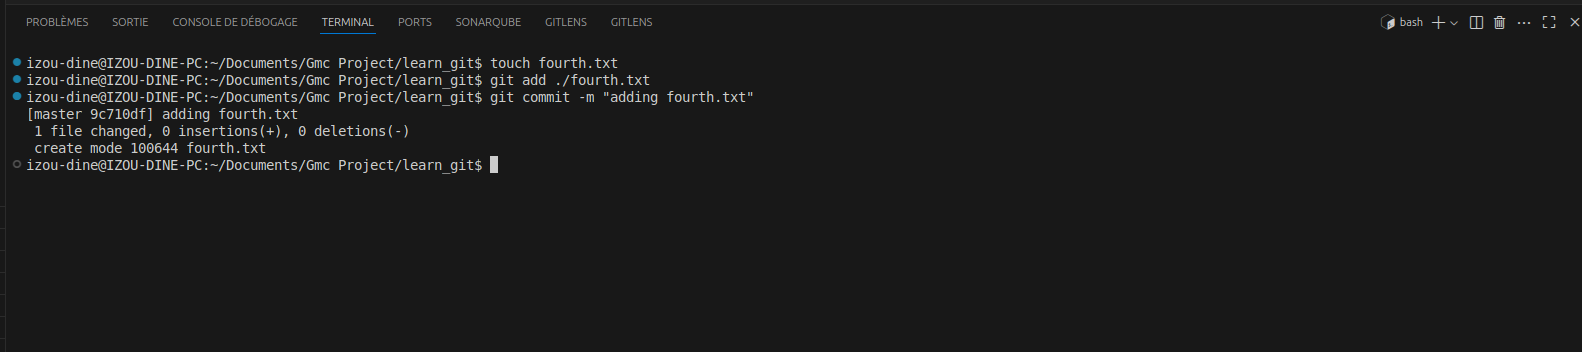 PROBLÈMES SORTIE CONSOLE DE DÉBOGAGE TERMINAL PORTS SONARQUBE GITLENS GITLENS bash
izou-dine@IZOU-DINE-PC:~/Documents/Gmc Project/learn_git$ touch fourth.txt
izou-dine@IZOU-DINE-PC:~/Documents/Gmc Project/learn_git$ git add ./fourth.txt
izou-dine@IZOU-DINE-PC:~/Documents/Gmc Project/learn_git$ git commit -m "adding fourth.txt"
[master 9c710df] adding fourth.txt
 1 file changed, 0 insertions(+), 0 deletions(-)
 create mode 100644 fourth.txt
izou-dine@IZOU-DINE-PC:~/Documents/Gmc Project/learn_git$